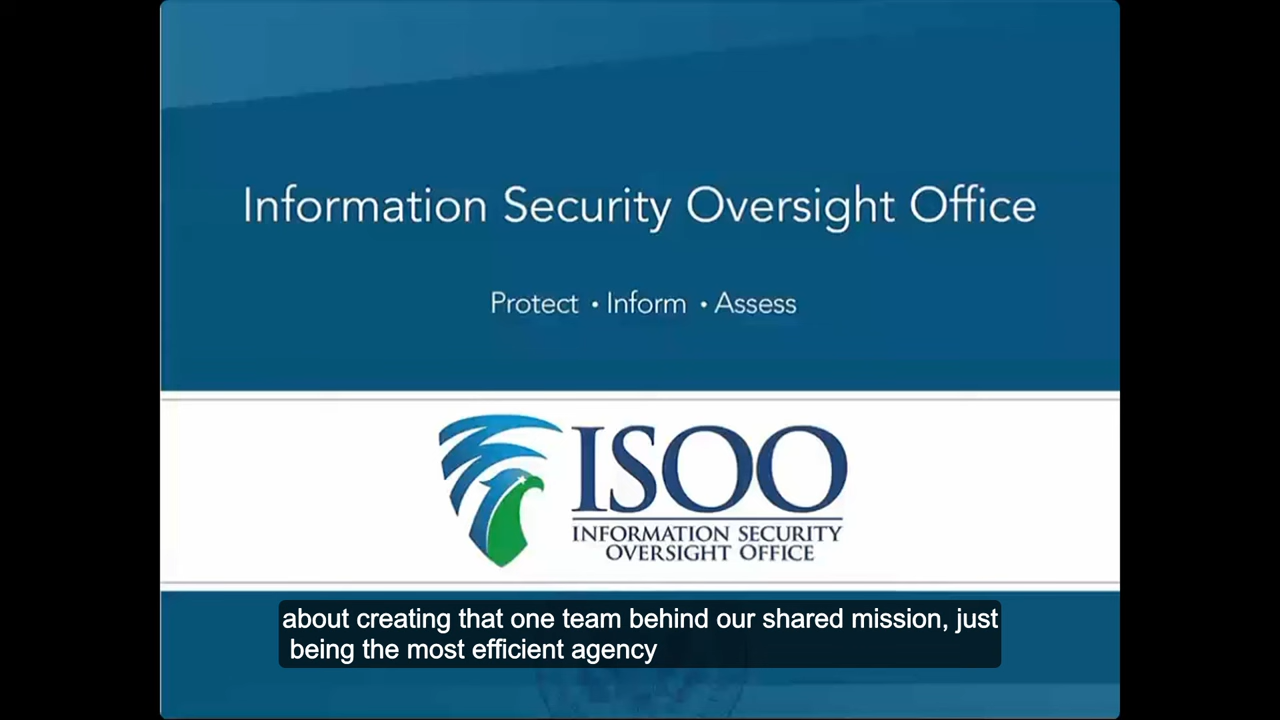 Information Security Oversight Office
Protect • Inform • Assess
ISOO
INFORMATION SECURITY
OVERSIGHT OFFICE
about creating that one team behind our shared mission, just
being the most efficient agency